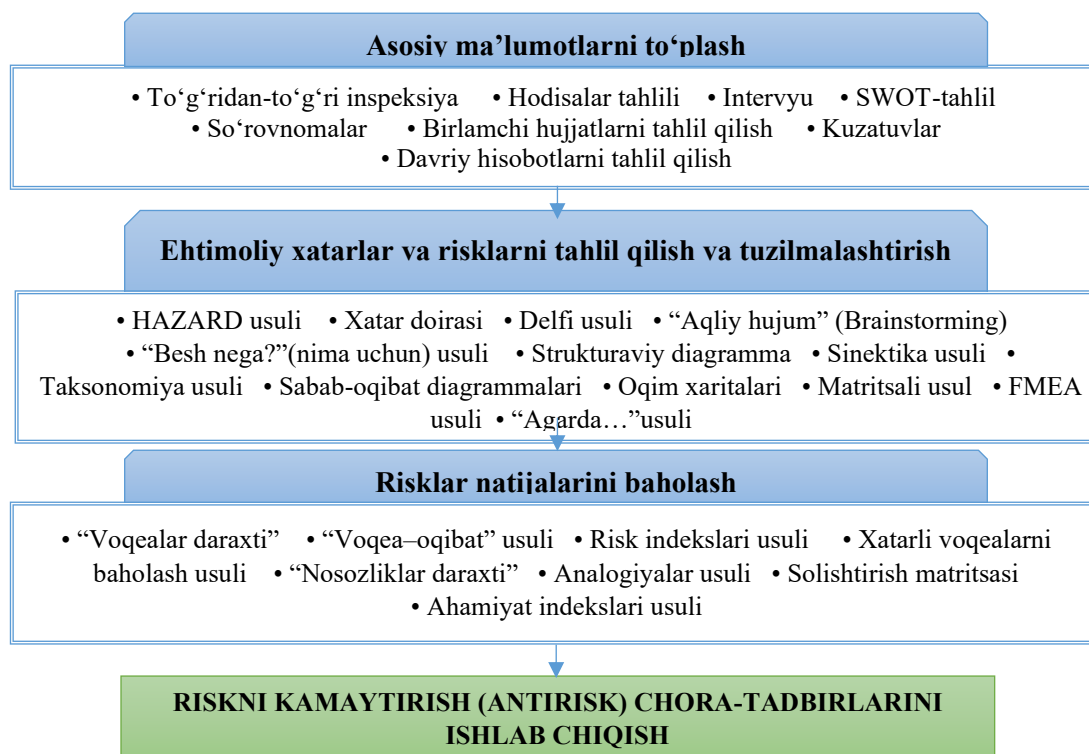 Asosiy ma’lumotlarni to‘plash
• To‘g‘ridan-to‘g‘ri inspeksiya • Hodisalar tahlili • Intervyu • SWOT-tahlil
• So‘rovnomalar • Birlamchi hujjatlarni tahlil qilish • Kuzatuvlar
• Davriy hisobotlarni tahlil qilish
Ehtimoliy xatarlar va risklarni tahlil qilish va tuzilmalashtirish
• HAZARD usuli • Xatar doirasi • Delfi usuli • “Aqliy hujum” (Brainstorming)
• “Besh nega?”(nima uchun) usuli • Strukturaviy diagramma • Sinektika usuli •
Taksonomiya usuli • Sabab-oqibat diagrammalari • Oqim xaritalari • Matritsali usul • FMEA
usuli • “Agarda…”usuli
Risklar natijalarini baholash
• “Voqealar daraxti” • “Voqea–oqibat” usuli • Risk indekslari usuli • Xatarli voqealarni
baholash usuli • “Nosozliklar daraxti” • Analogiyalar usuli • Solishtirish matritsasi
• Ahamiyat indekslari usuli
RISKNI KAMAYTIRISH (ANTIRISK) CHORA-TADBIRLARINI
ISHLAB CHIQISH